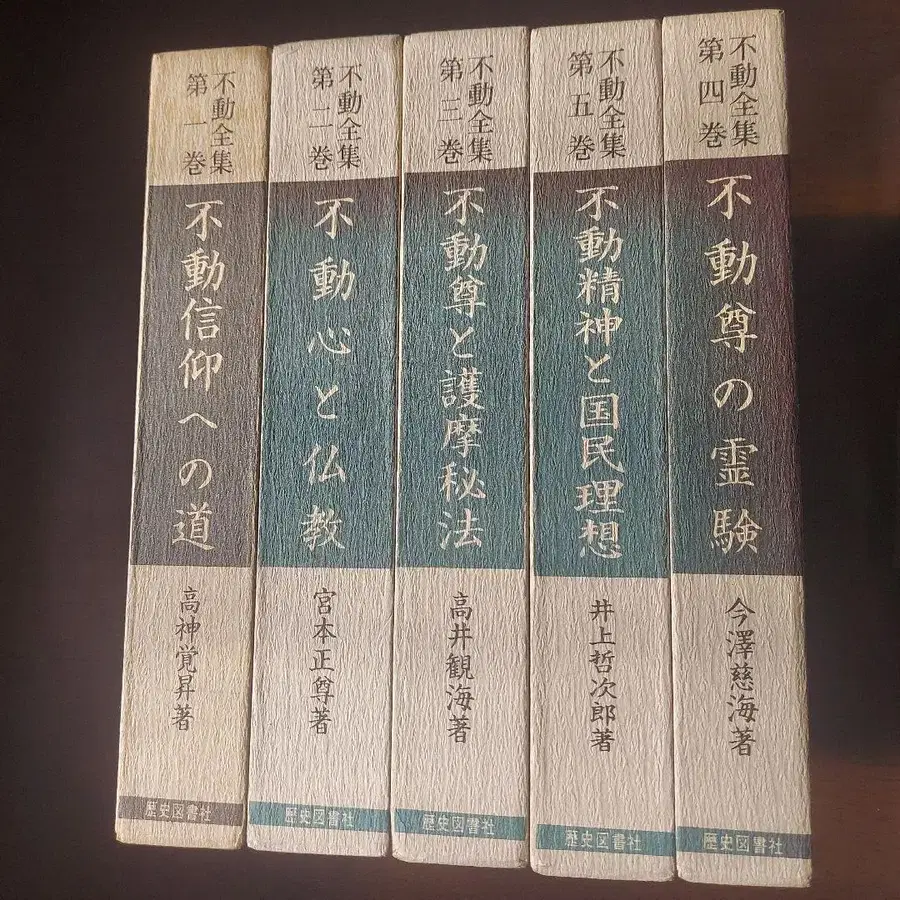 不動全集
第一巻
不動信仰への道
高神覚昇著
歴史図書社
不動全集
第二巻
不動心と仏教
宮本正尊著
歴史図書社
不動全集
第三巻
不動尊と護摩秘法
高井観海著
歴史図書社
不動全集
第五巻
不動精神と国民理想
井上哲次郎著
歴史図書社
不動全集
第四巻
不動尊の霊験
今澤慈海著
歴史図書社